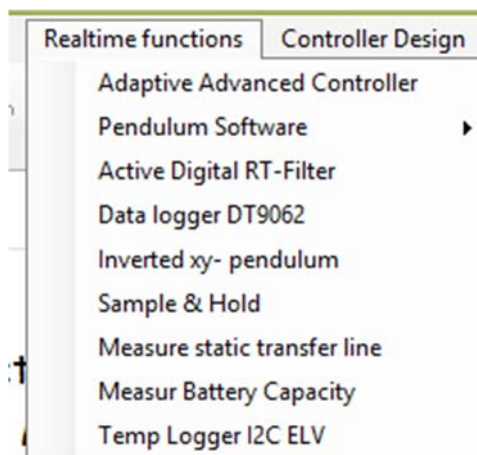 Realtime functions Controller Design
Adaptive Advanced Controller
Pendulum Software
Active Digital RT-Filter
Data logger DT9062
Inverted xy- pendulum
Sample & Hold
Measure static transfer line
Measur Battery Capacity
Temp Logger I2C ELV